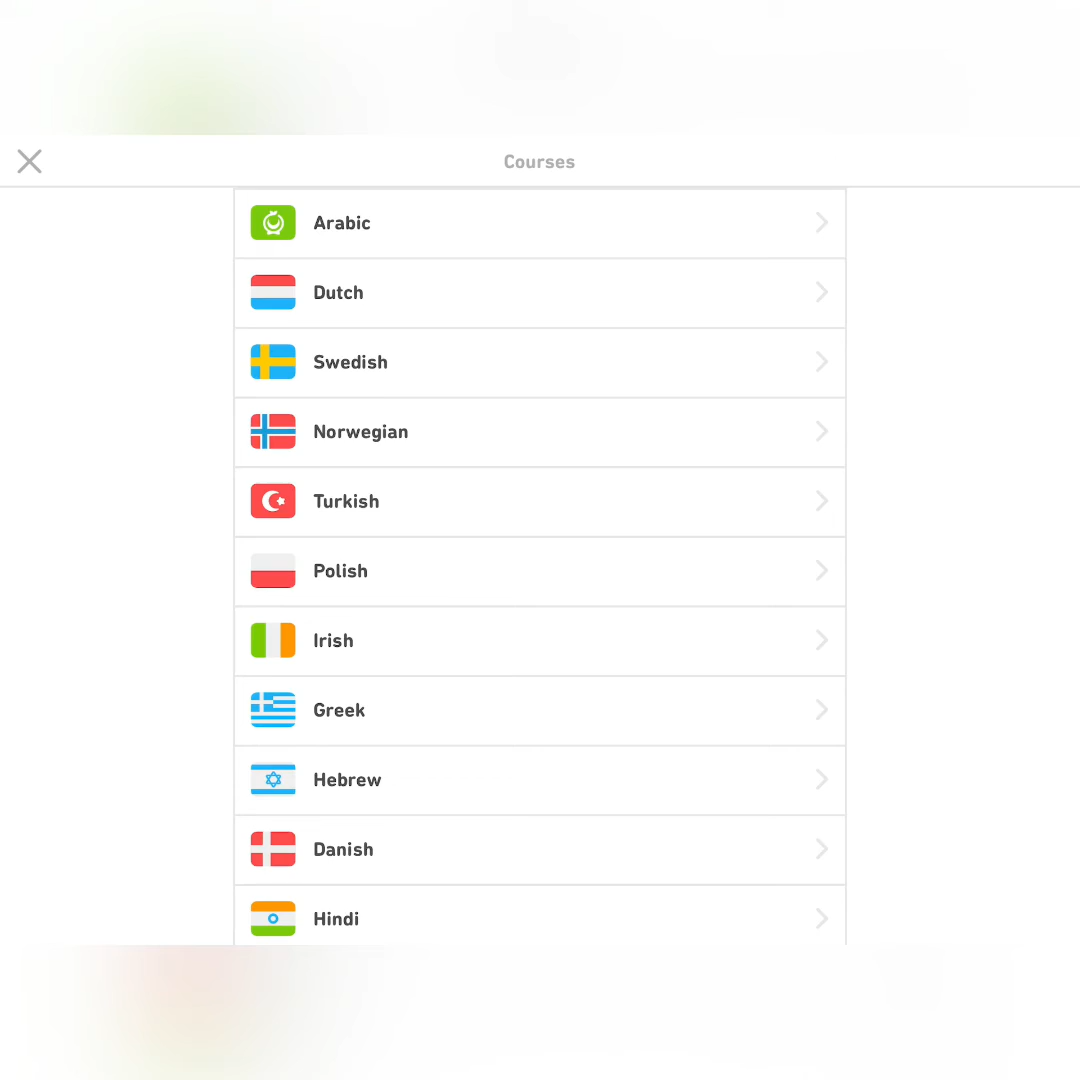 Courses
Arabic
Dutch
Swedish
Norwegian
Turkish
Polish
Irish
Greek
Hebrew
Danish
Hindi